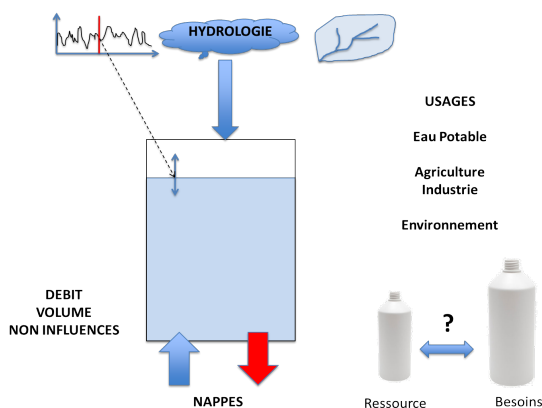 HYDROLOGIE
USAGES
Eau Potable
Agriculture
Industrie
Environnement
DEBIT
VOLUME
NON INFLUENCES
?
NAPPES
Ressource
Besoins